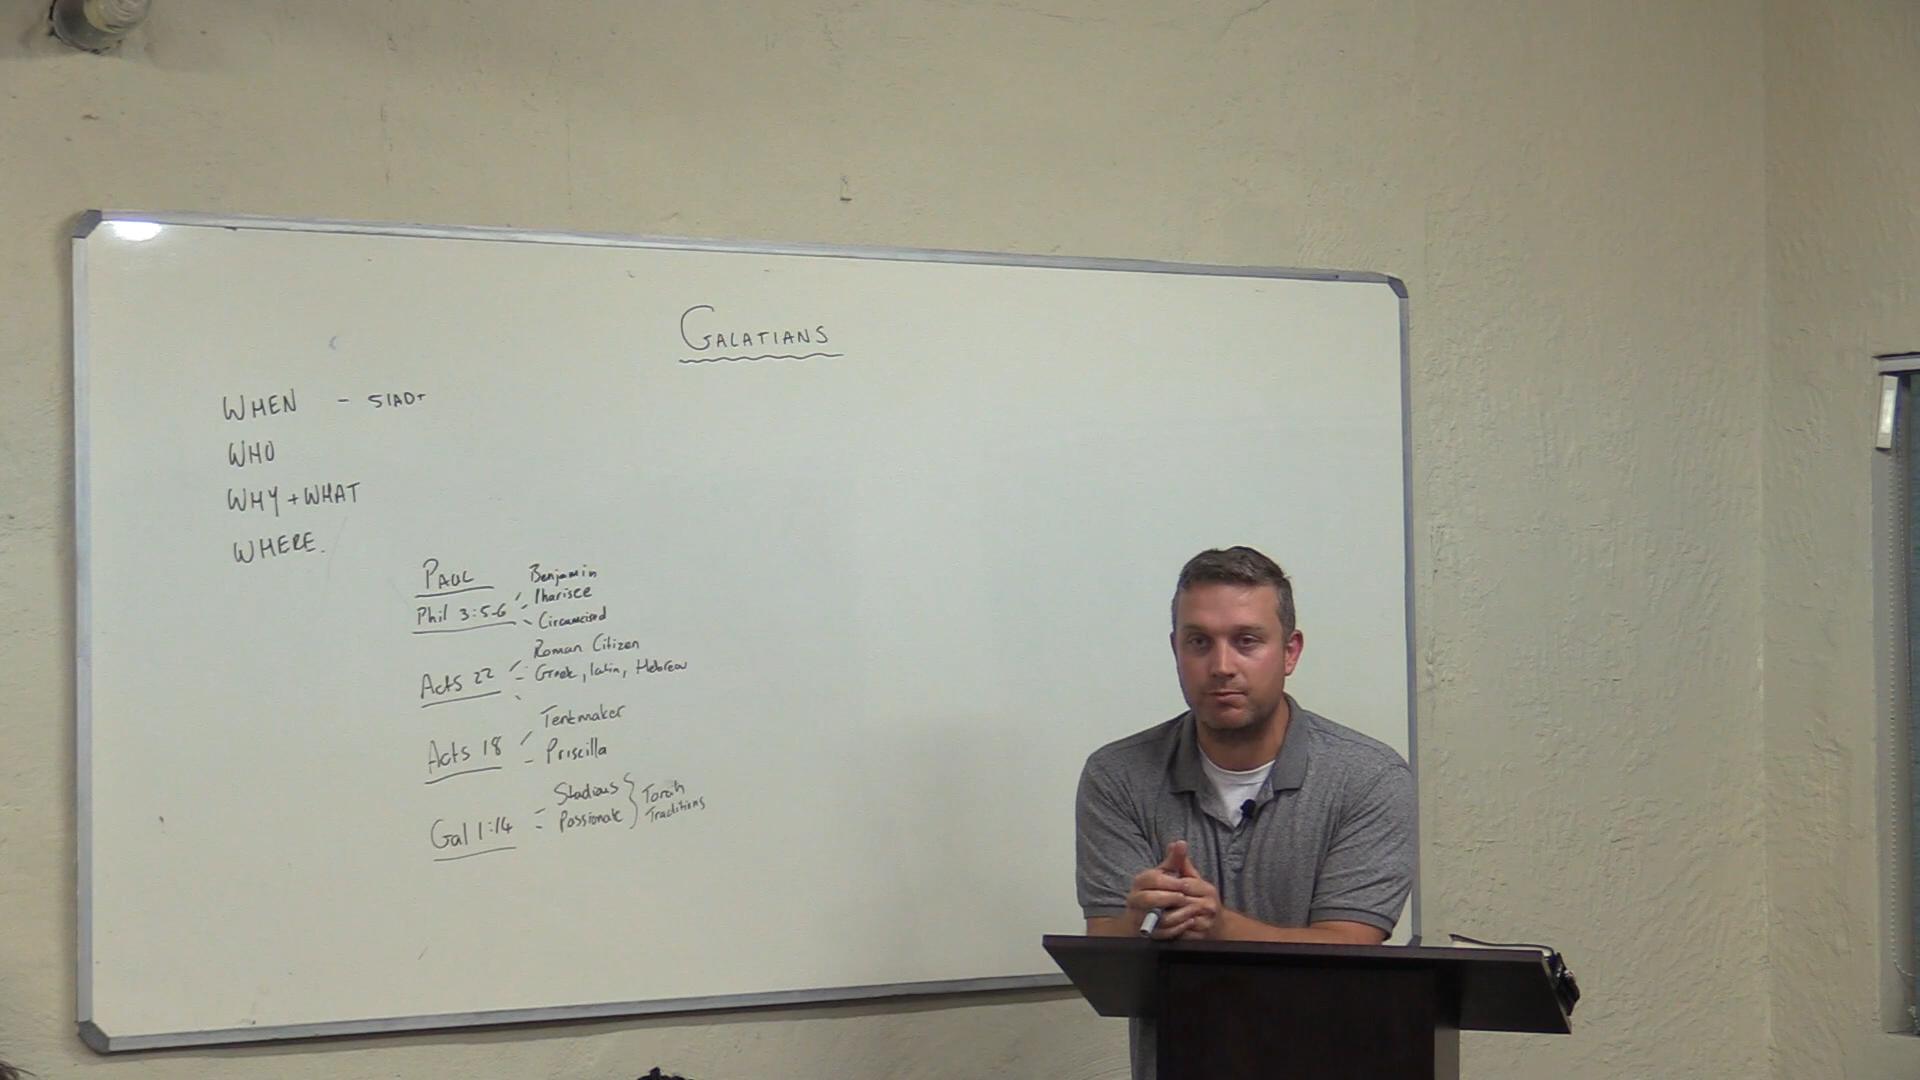 GALATIANS
WHEN - 51AD+
WHO
WHY + WHAT
WHERE.
PAUL
Phil 3:5-6
Benjamin
Pharisee
Circumcised
Acts 22
Roman Citizen
Greek, latin, Hebrew
Acts 18
Tentmaker
Priscilla
Gal 1:14
Studious
Passionate
Torah
Traditions